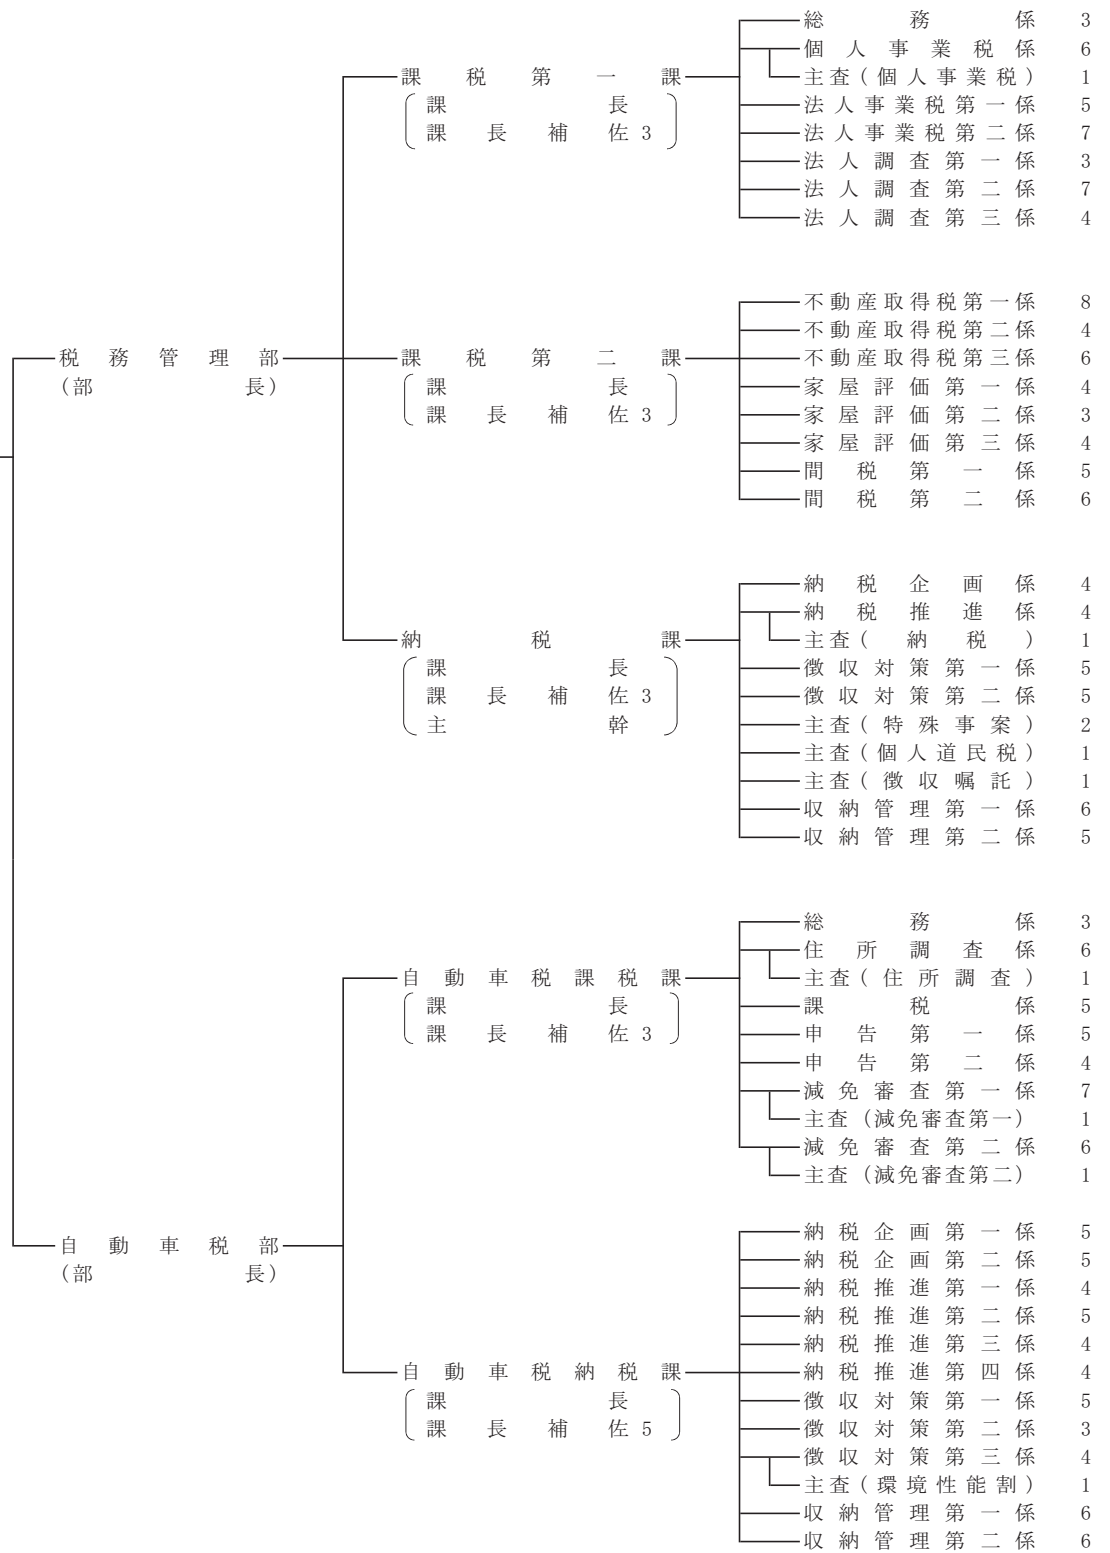 総務係 3
個人事業税係 6
課税第一課 主査(個人事業税) 1
課長 法人事業税第一係 5
課長補佐3 法人事業税第二係 7
法人調査第一係 3
法人調査第二係 7
法人調査第三係 4
不動産取得税第一係 8
不動産取得税第二係 4
税務管理部 課税第二課 不動産取得税第三係 6
(部長) 課長 家屋評価第一係 4
課長補佐3 家屋評価第二係 3
家屋評価第三係 4
間税第一係 5
間税第二係 6
納税企画係 4
納税推進係 4
納税課 主査(納税) 1
課長 徴収対策第一係 5
課長補佐3 徴収対策第二係 5
主幹 主査(特殊事案) 2
主査(個人道民税) 1
主査(徴収嘱託) 1
収納管理第一係 6
収納管理第二係 5
総務係 3
住所調査係 6
自動車税課税課 主査(住所調査) 1
課長 課税係 5
課長補佐3 申告第一係 5
申告第二係 4
減免審査第一係 7
主査(減免審査第一) 1
減免審査第二係 6
主査(減免審査第二) 1
納税企画第一係 5
自動車税部 納税企画第二係 5
(部長) 納税推進第一係 4
納税推進第二係 5
納税推進第三係 4
自動車税納税課 納税推進第四係 4
課長 徴収対策第一係 5
課長補佐5 徴収対策第二係 3
徴収対策第三係 4
主査(環境性能割) 1
収納管理第一係 6
収納管理第二係 6